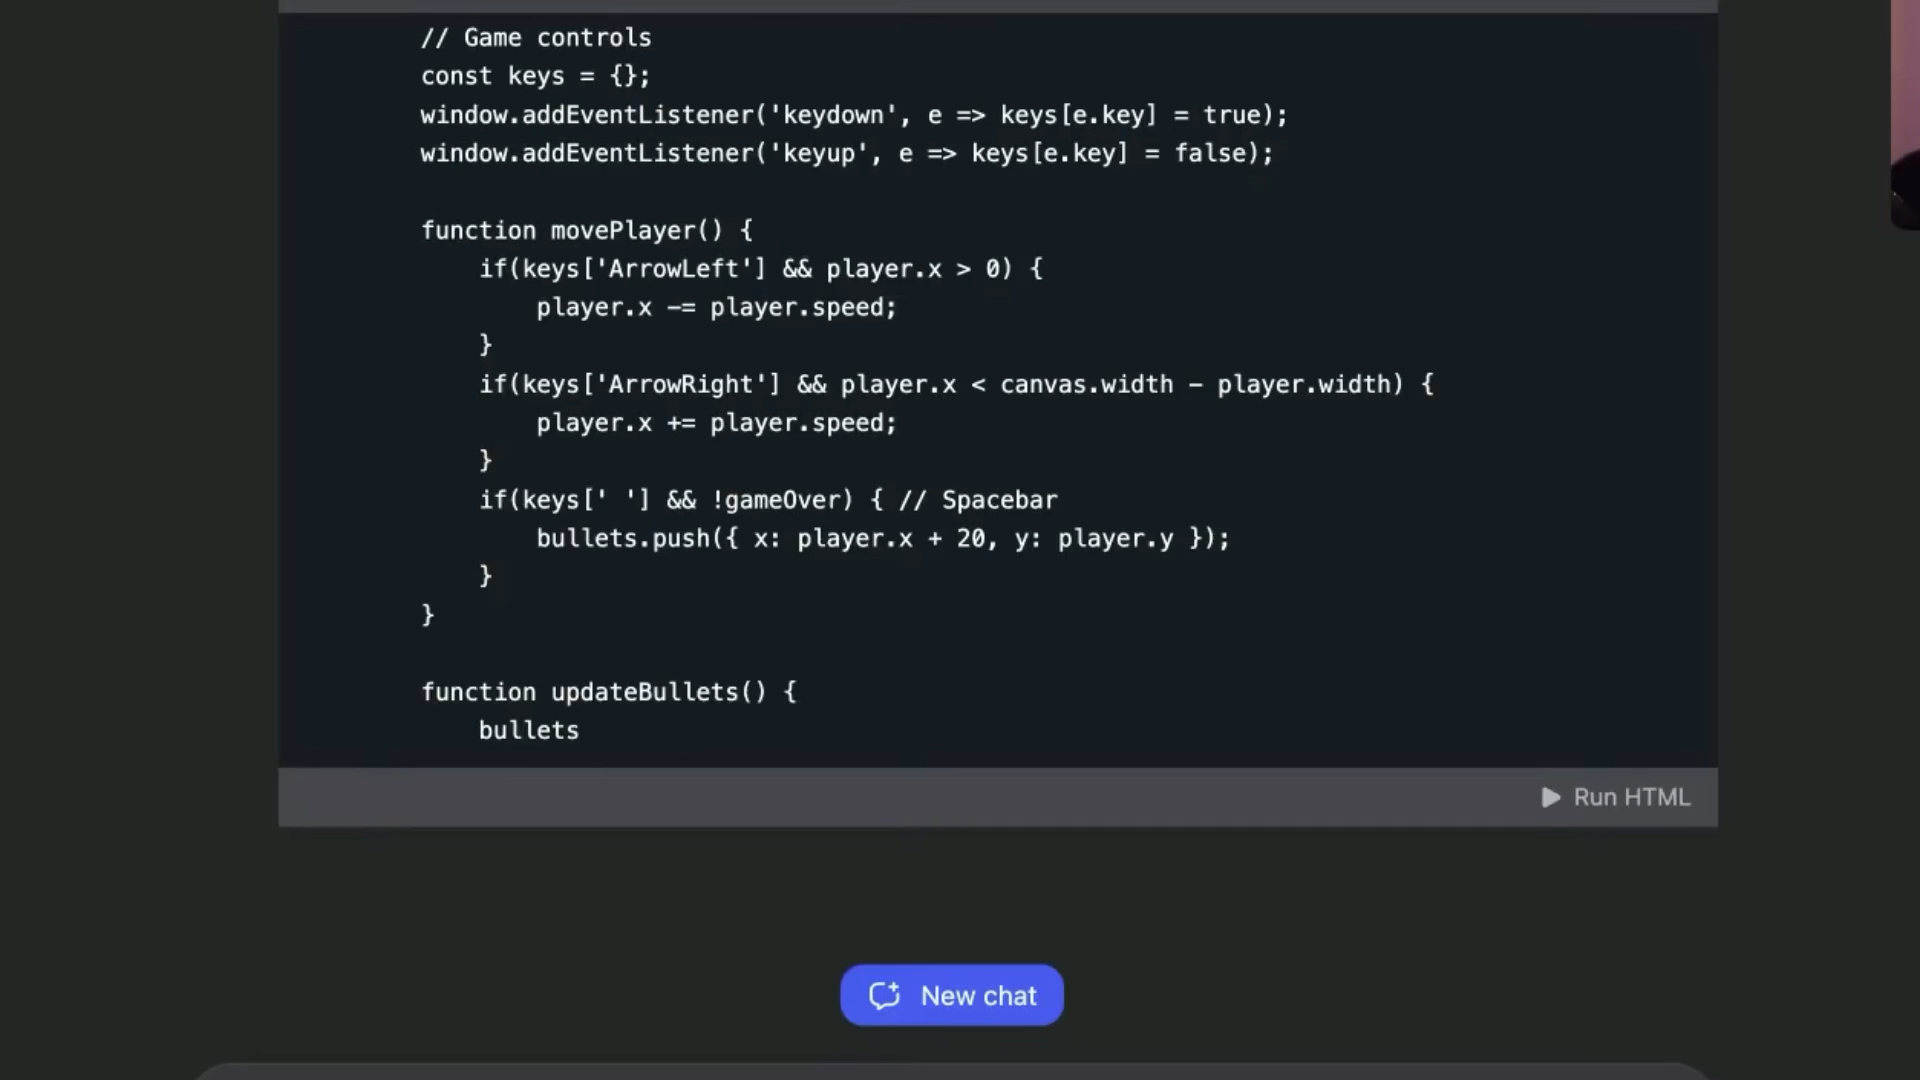 // Game controls
const keys = {};
window.addEventListener('keydown', e => keys[e.key] = true);
window.addEventListener('keyup', e => keys[e.key] = false);
function movePlayer() {
if(keys['ArrowLeft'] && player.x > 0) {
player.x -= player.speed;
}
if(keys['ArrowRight'] && player.x < canvas.width - player.width) {
player.x += player.speed;
}
if(keys[' '] && !gameOver) { // Spacebar
bullets.push({ x: player.x + 20, y: player.y });
}
}
function updateBullets() {
bullets
Run HTML
New chat